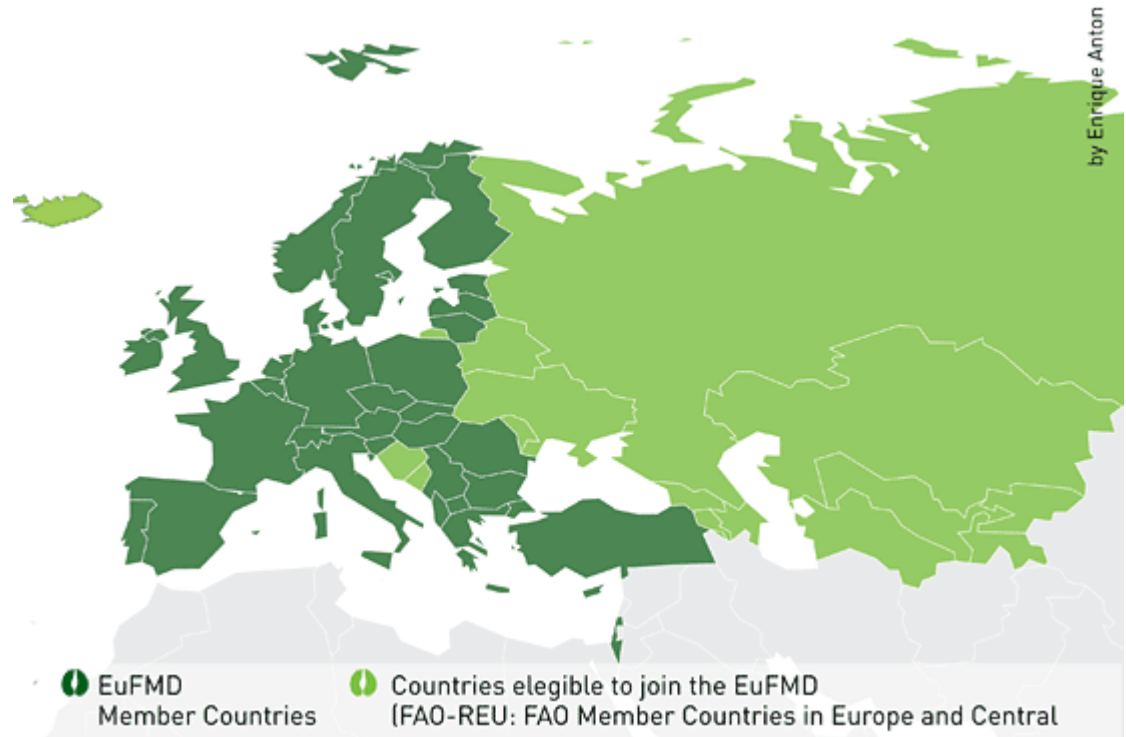 by Enrique Anton
EuFMD
Member Countries
Countries elegible to join the EuFMD
(FAO-REU: FAO Member Countries in Europe and Central